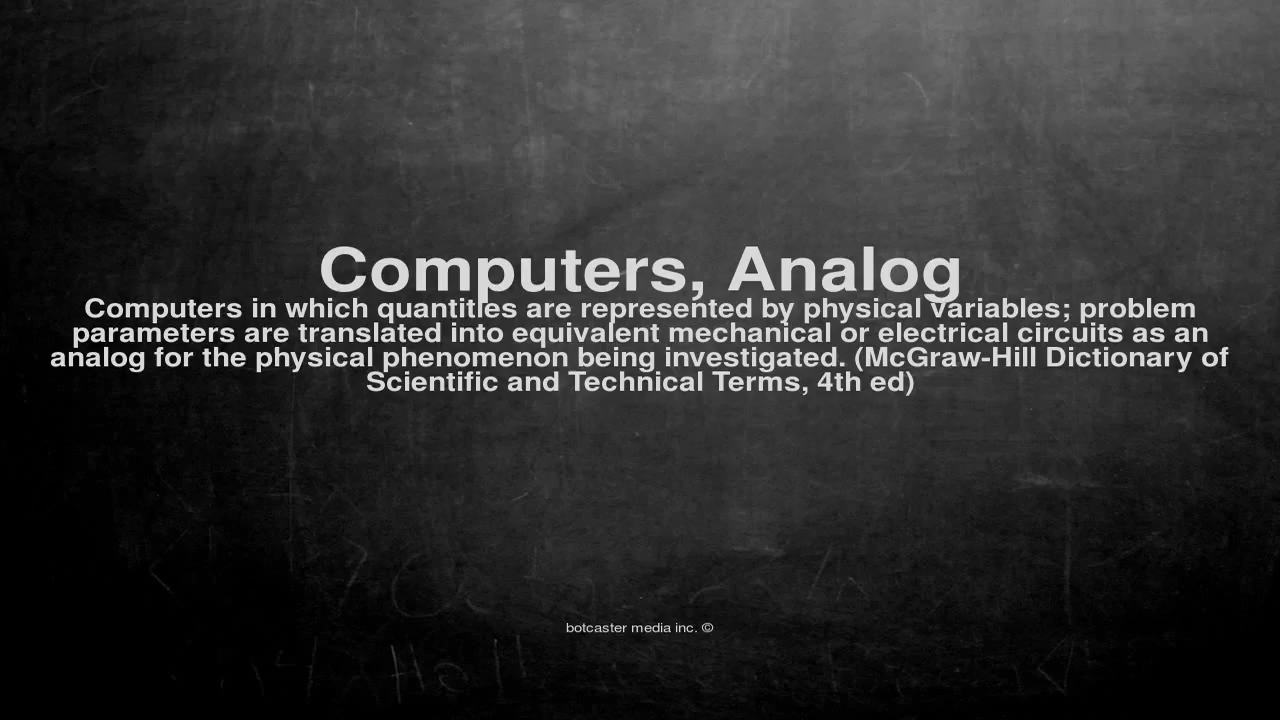 Computers, Analog
Computers in which quantities are represented by physical variables; problem
parameters are translated into equivalent mechanical or electrical circuits as an
analog for the physical phenomenon being investigated. (McGraw-Hill Dictionary of
Scientific and Technical Terms, 4th ed)
botcaster media inc. ©